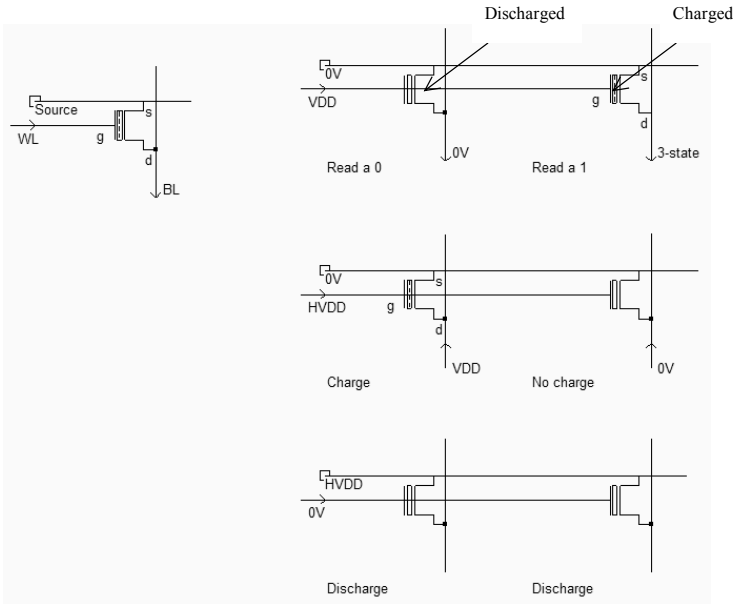 Discharged
Charged
Source
WL
g
s
d
BL
0V
VDD
0V
Read a 0
g
s
d
3-state
Read a 1
0V
HVDD
g
s
d
VDD
0V
Charge
No charge
HVDD
0V
Discharge
Discharge